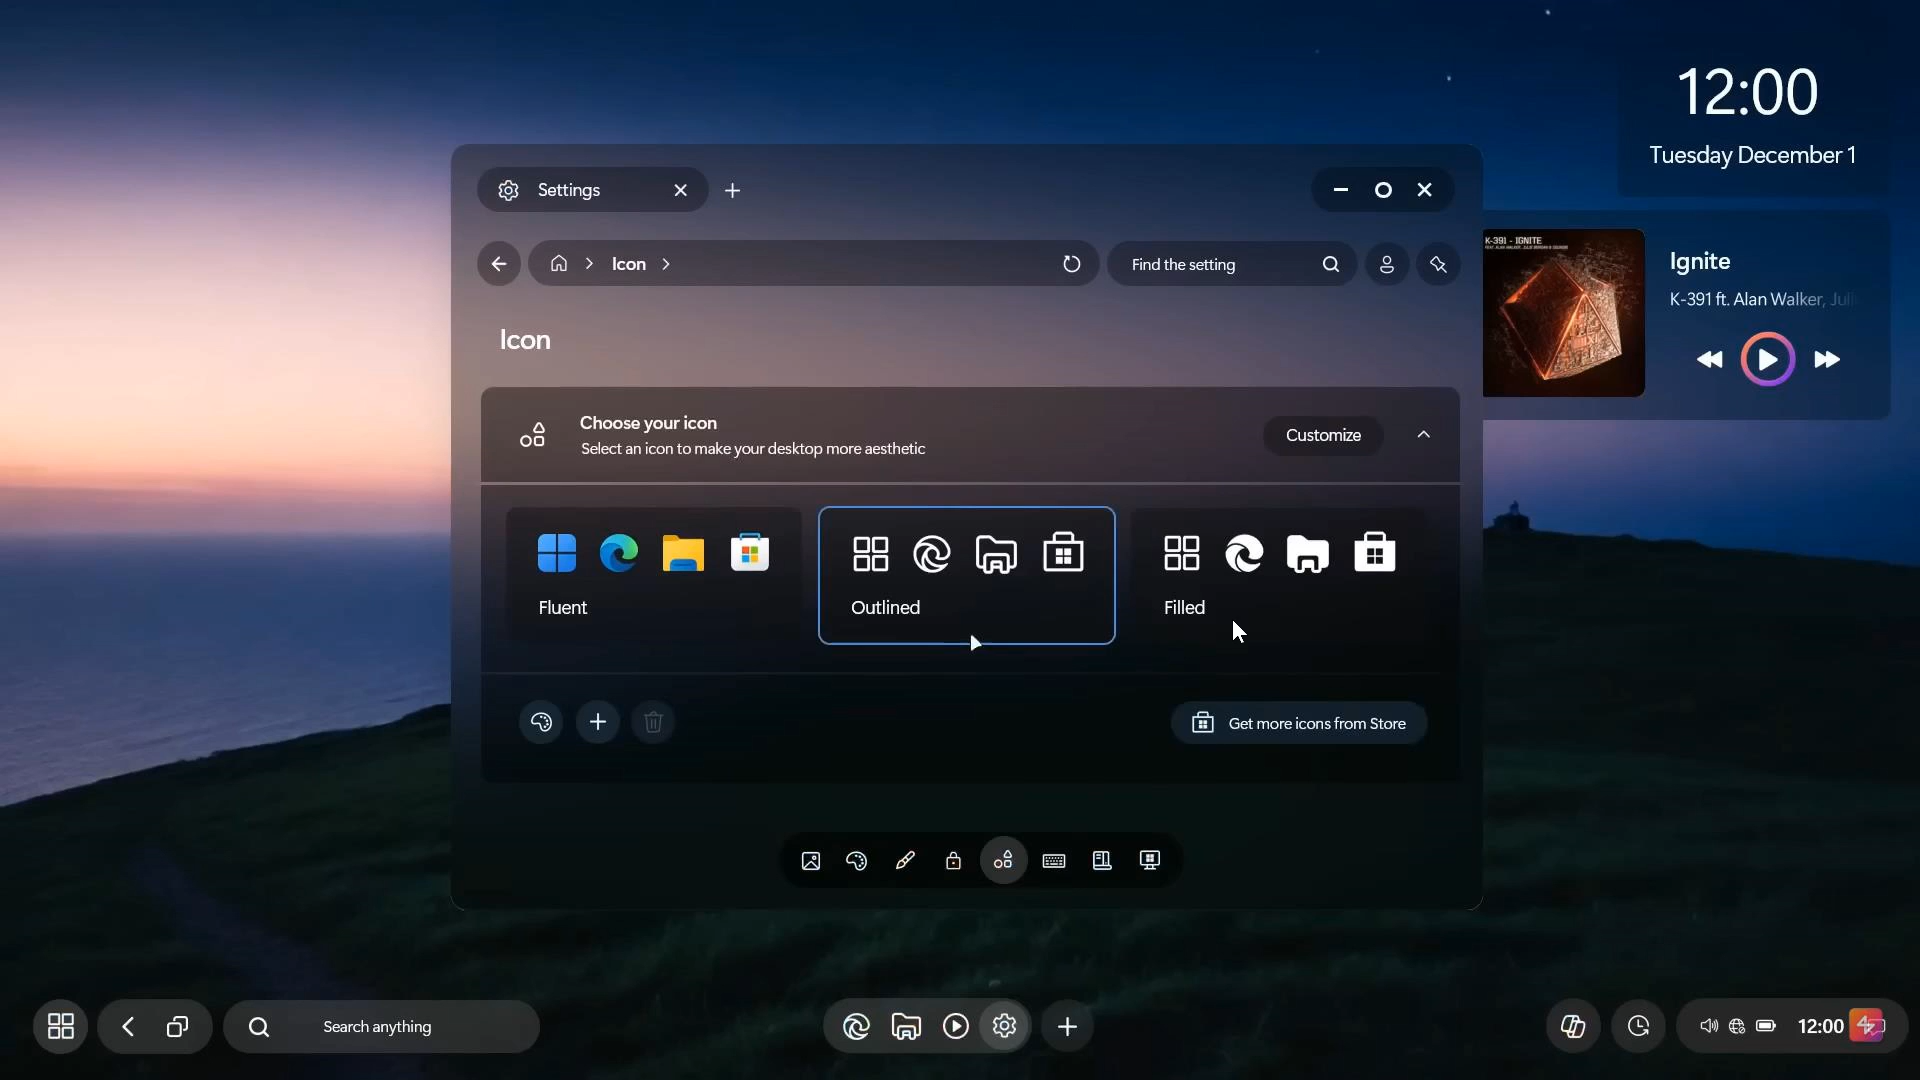 12:00
Tuesday December 1
Settings
Icon
Find the setting
K-391 - IGNITE
Ignite
K-391 ft. Alan Walker, Juli
Icon
Choose your icon
Select an icon to make your desktop more aesthetic
Customize
Fluent
Outlined
Filled
Get more icons from Store
Search anything
12:00